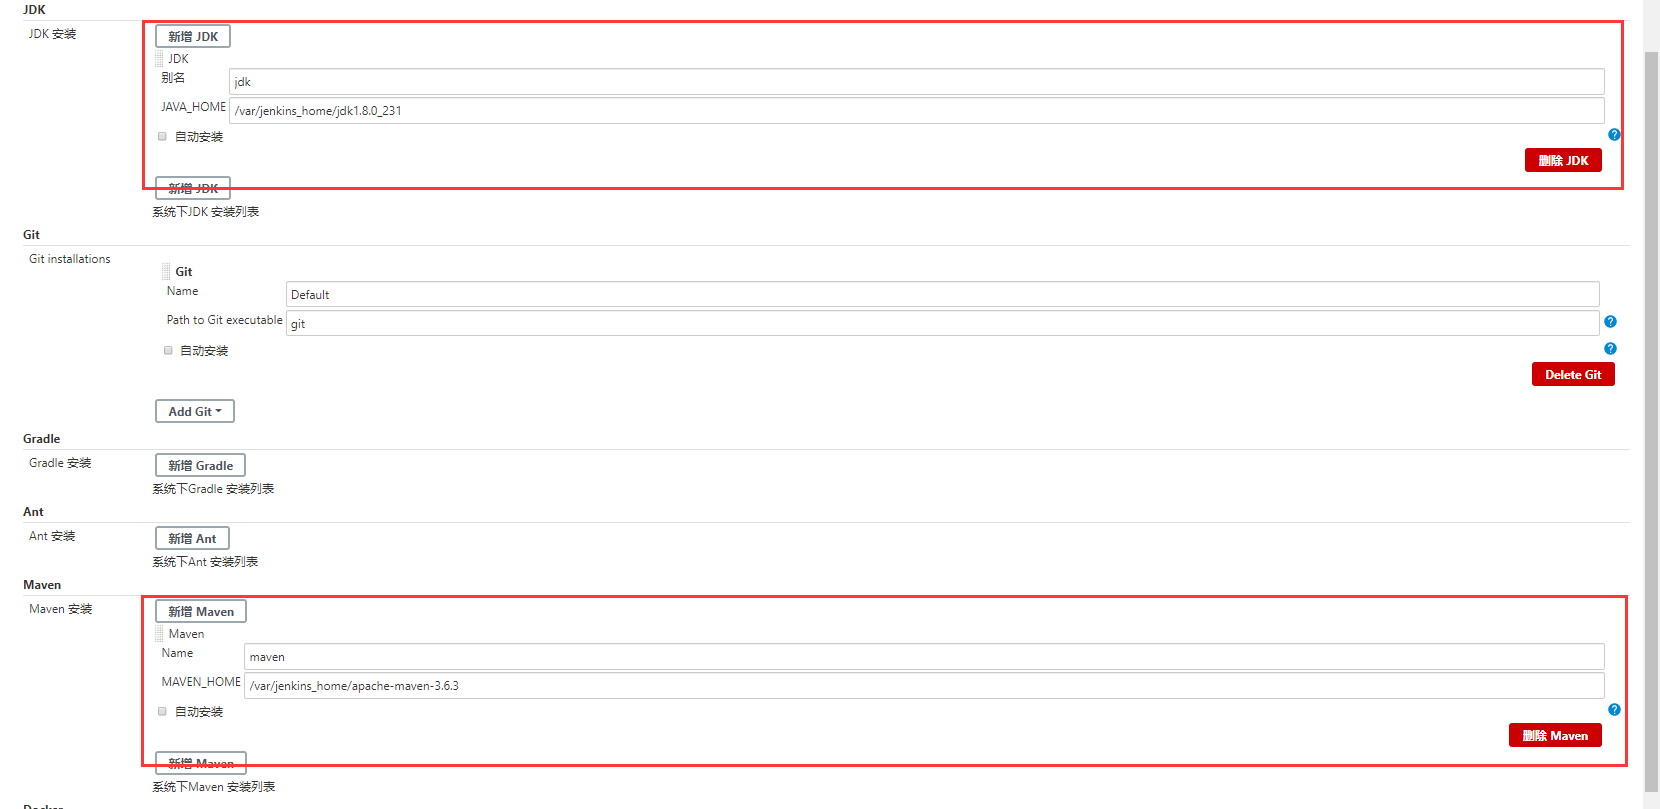 JDK
JDK 安装
新增 JDK
JDK
别名
jdk
JAVA_HOME
/var/jenkins_home/jdk1.8.0_231
自动安装
删除 JDK
新增 JDK
系统下JDK 安装列表
Git
Git installations
Git
Name
Default
Path to Git executable
git
自动安装
Delete Git
Add Git
Gradle
Gradle 安装
新增 Gradle
系统下Gradle 安装列表
Ant
Ant 安装
新增 Ant
系统下Ant 安装列表
Maven
Maven 安装
新增 Maven
Maven
Name
maven
MAVEN_HOME
/var/jenkins_home/apache-maven-3.6.3
自动安装
删除 Maven
新增 Maven
系统下Maven 安装列表
Docker